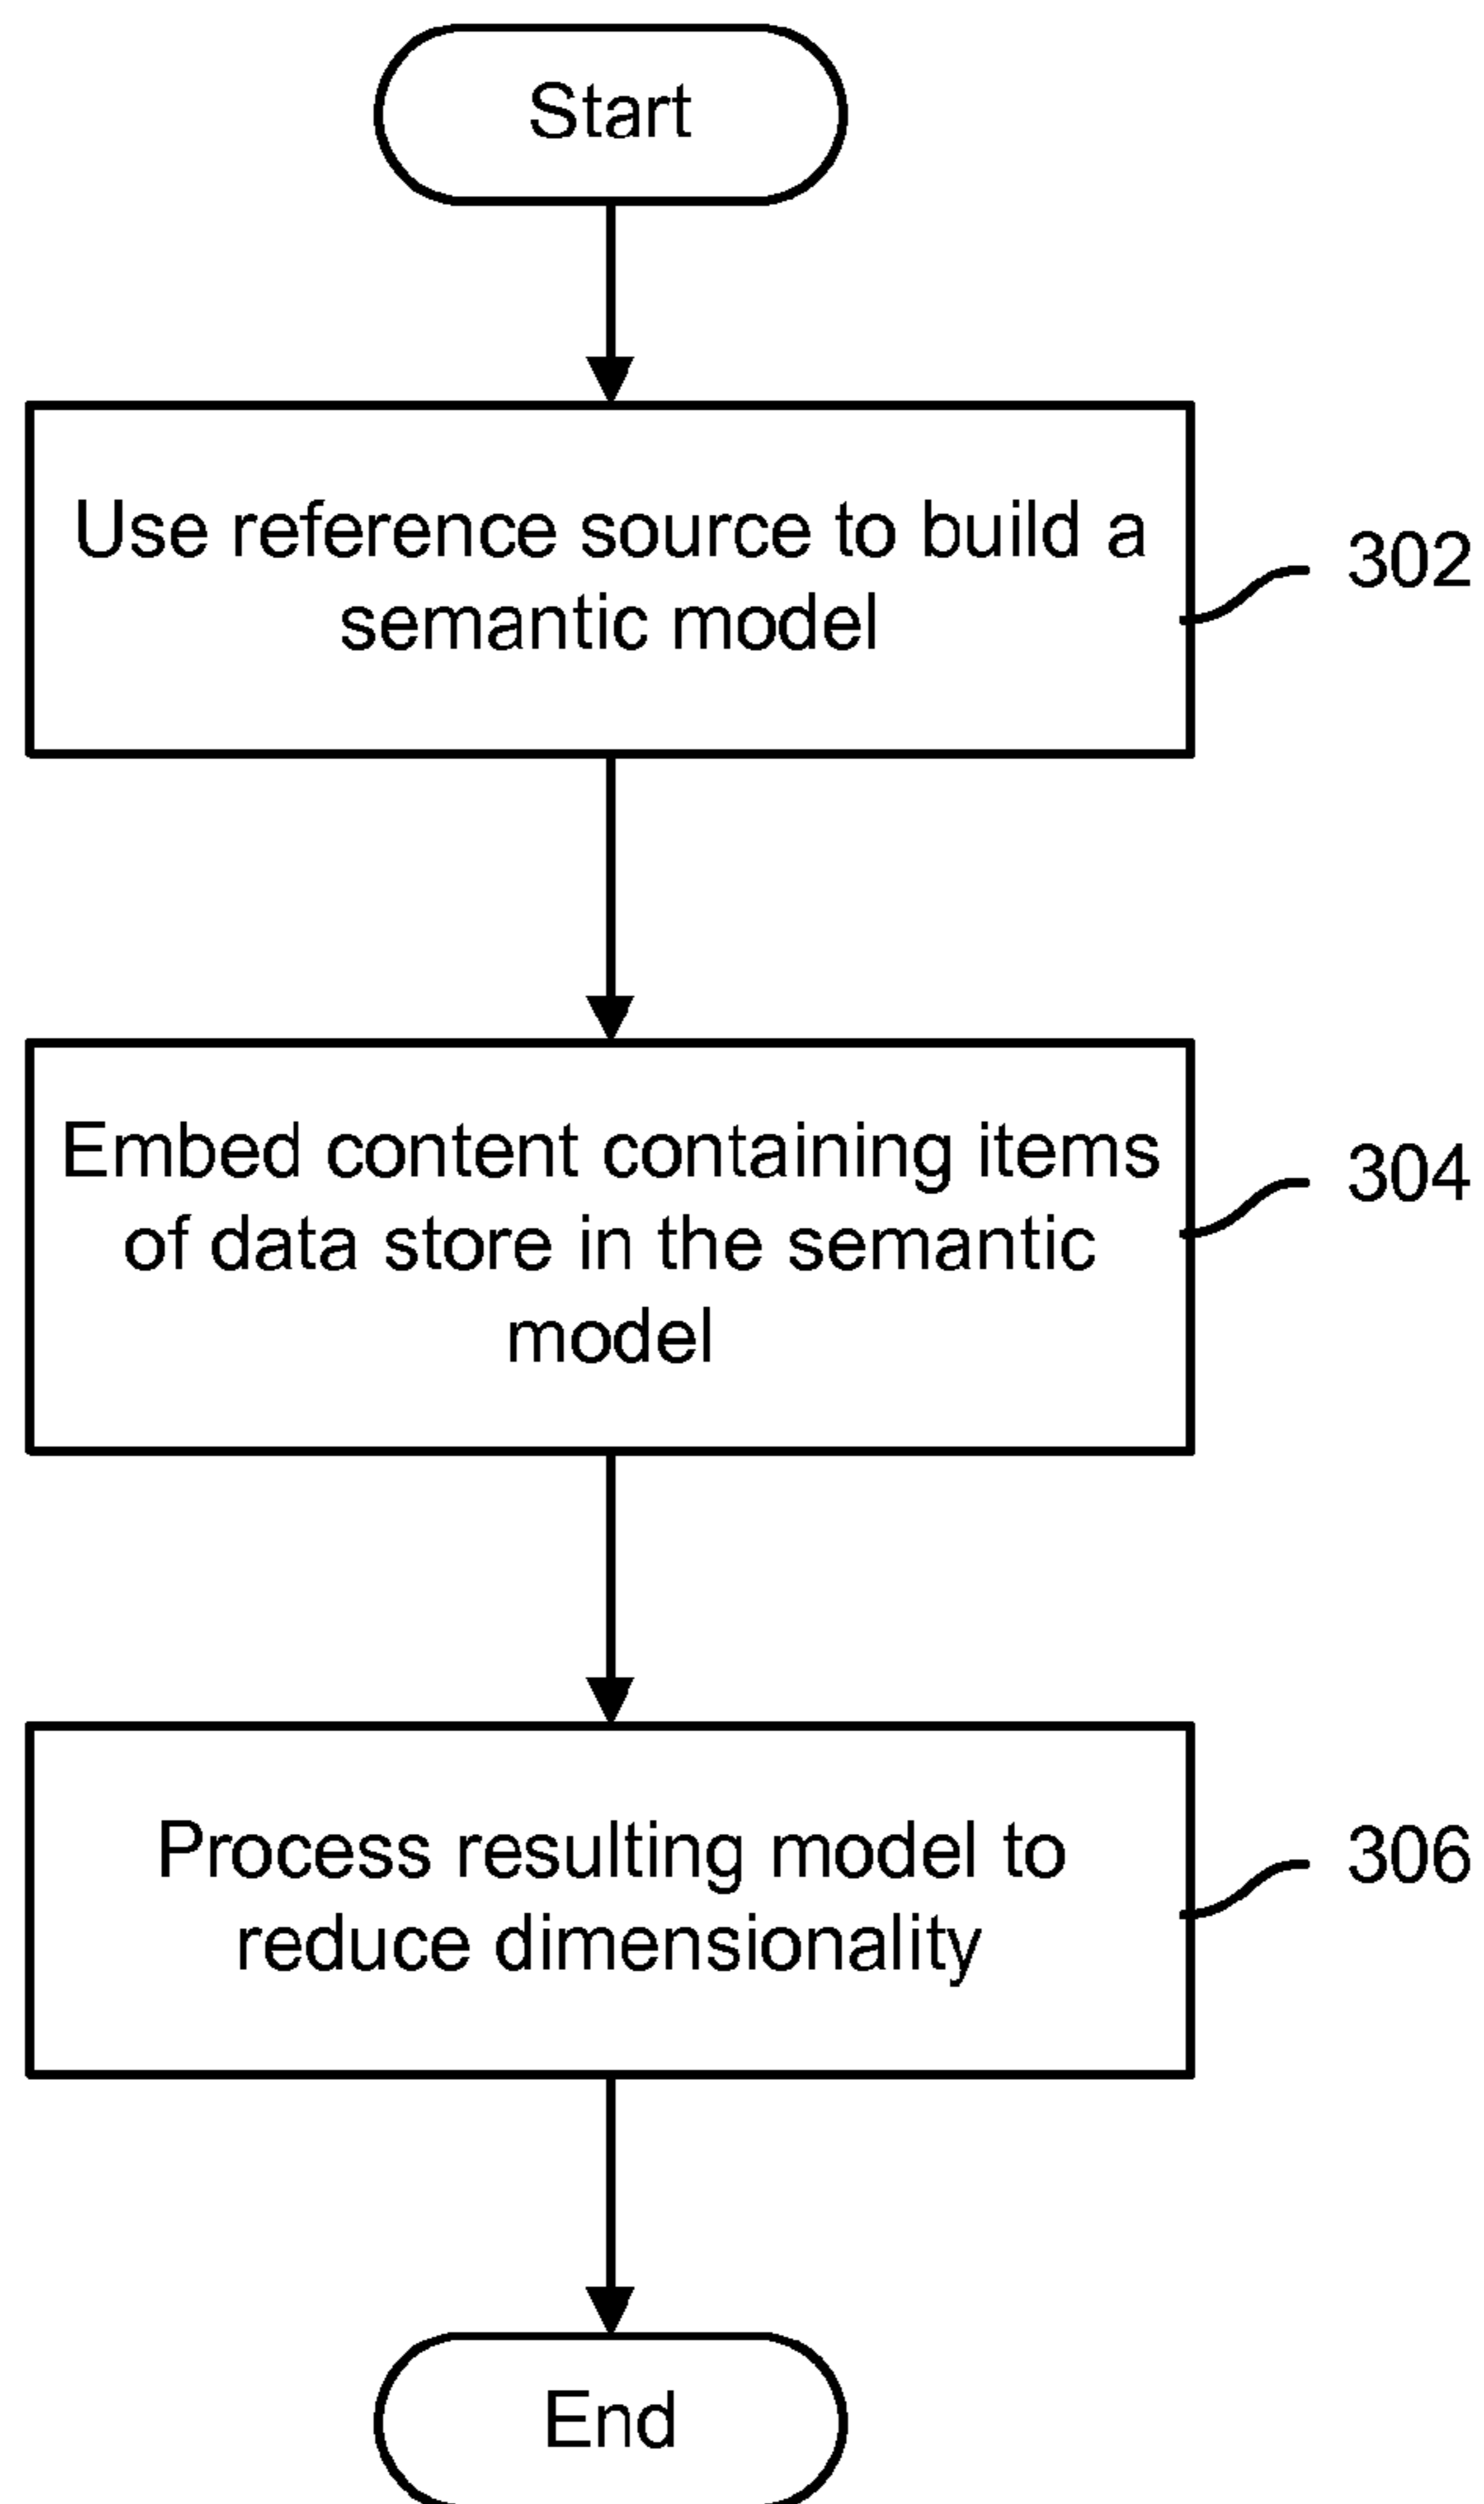 Start
Use reference source to build a
semantic model
302
Embed content containing items
of data store in the semantic
model
304
Process resulting model to
reduce dimensionality
306
End